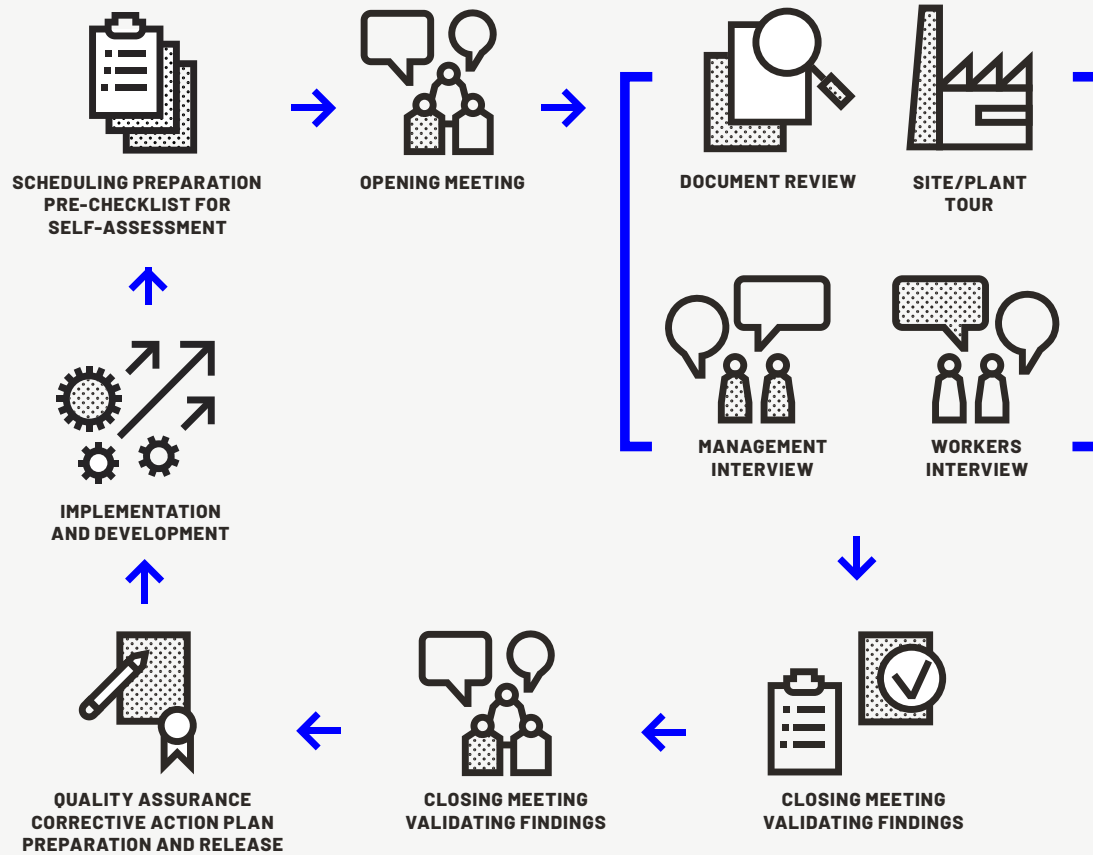 SCHEDULING PREPARATION
PRE-CHECKLIST FOR
SELF-ASSESSMENT
OPENING MEETING
DOCUMENT REVIEW
SITE/PLANT
TOUR
MANAGEMENT
INTERVIEW
WORKERS
INTERVIEW
IMPLEMENTATION
AND DEVELOPMENT
QUALITY ASSURANCE
CORRECTIVE ACTION PLAN
PREPARATION AND RELEASE
CLOSING MEETING
VALIDATING FINDINGS
CLOSING MEETING
VALIDATING FINDINGS